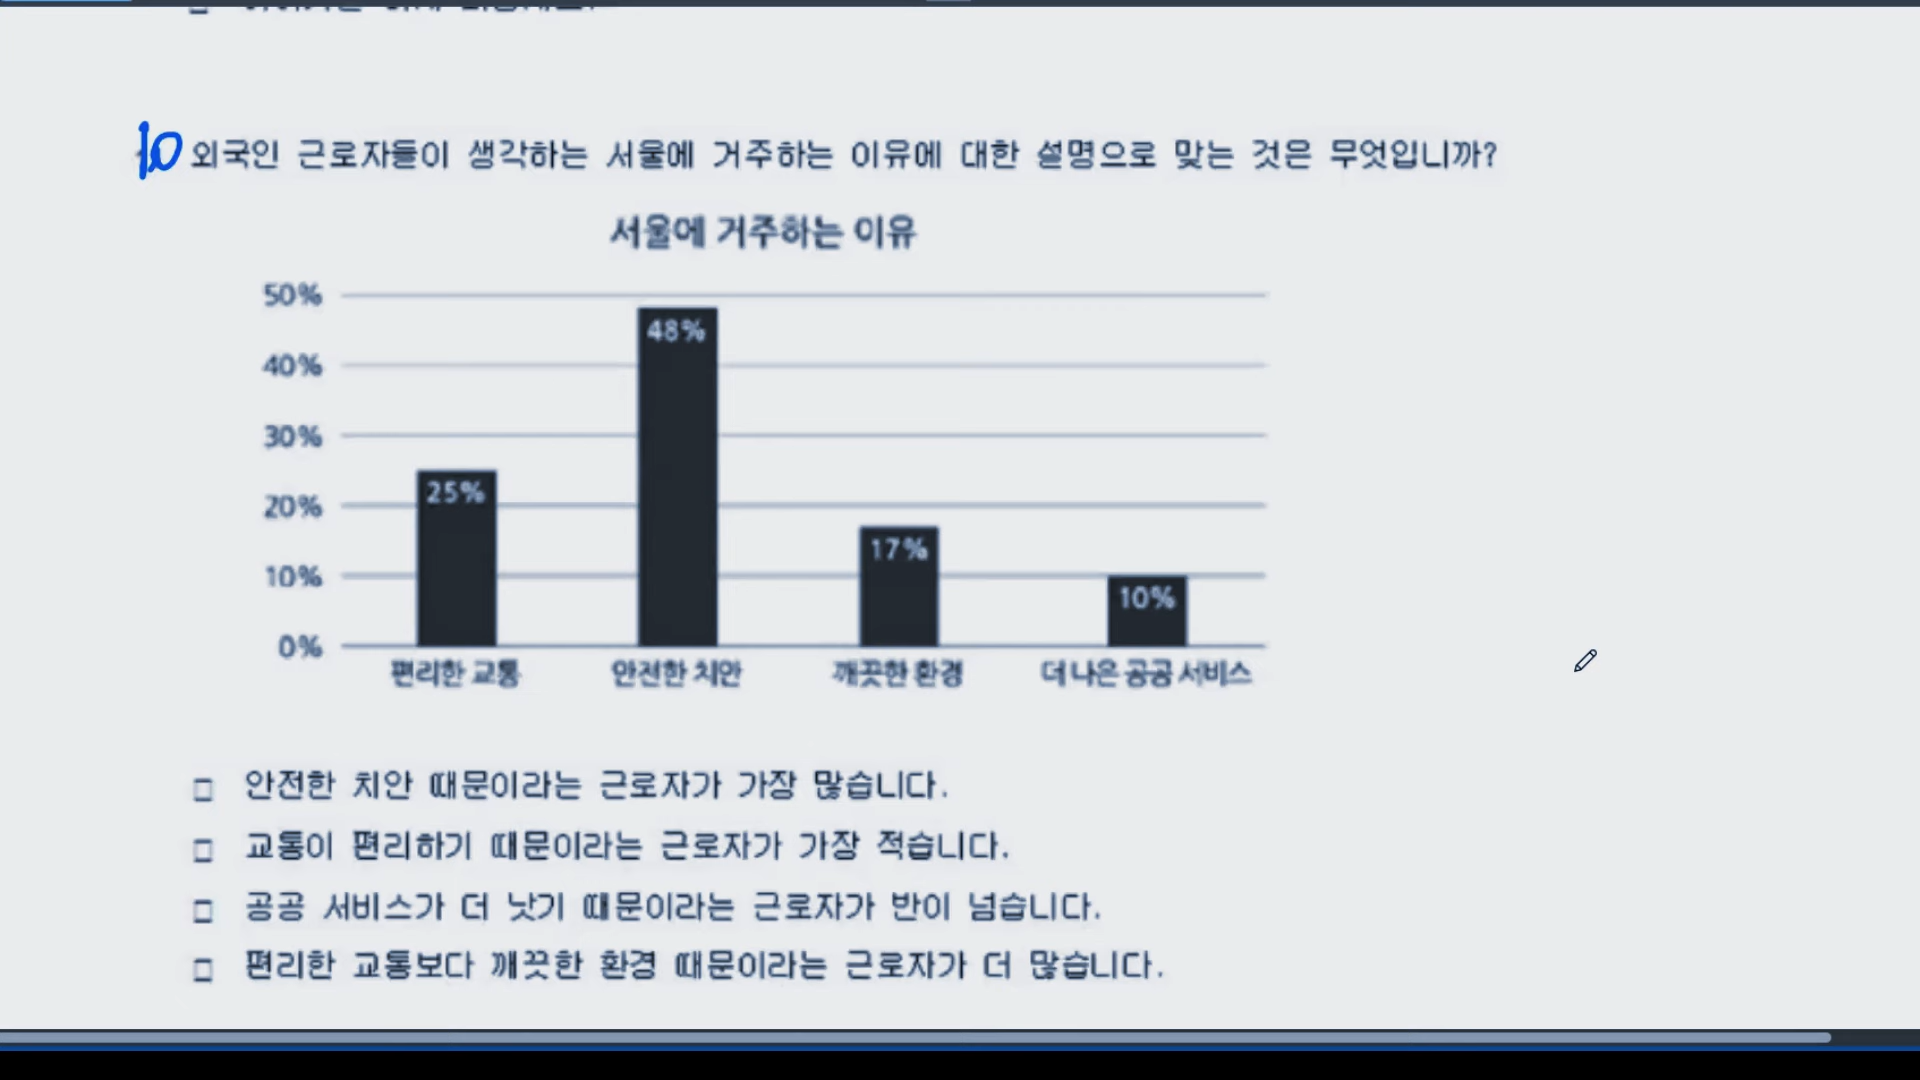 10 외국인 근로자들이 생각하는 서울에 거주하는 이유에 대한 설명으로 맞는 것은 무엇입니까?
서울에 거주하는 이유
50%
40%
30%
20%
10%
0%
25%
48%
17%
10%
편리한 교통
안전한 치안
깨끗한 환경
더 나은 공공 서비스
안전한 치안 때문이라는 근로자가 가장 많습니다.
교통이 편리하기 때문이라는 근로자가 가장 적습니다.
공공 서비스가 더 낫기 때문이라는 근로자가 반이 넘습니다.
편리한 교통보다 깨끗한 환경 때문이라는 근로자가 더 많습니다.